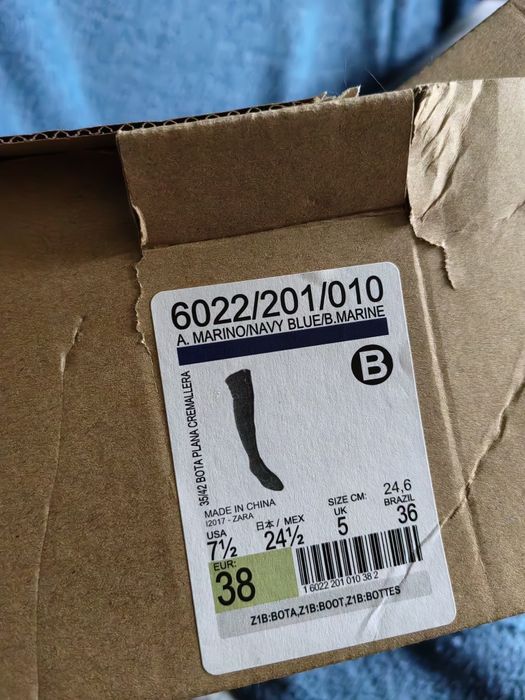 6022/201/010
A. MARINO/NAVY BLUE/B.MARINE
B
35/42 BOTA PLANA CREMALLERA
MADE IN CHINA
I2017 - ZARA
SIZE CM: 24,6
USA 日本 / MEX UK BRAZIL
7½ 24½ 5 36
EUR:
38
1 6022 201 010 38 2
Z1B:BOTA,Z1B:BOOT,Z1B:BOTTES